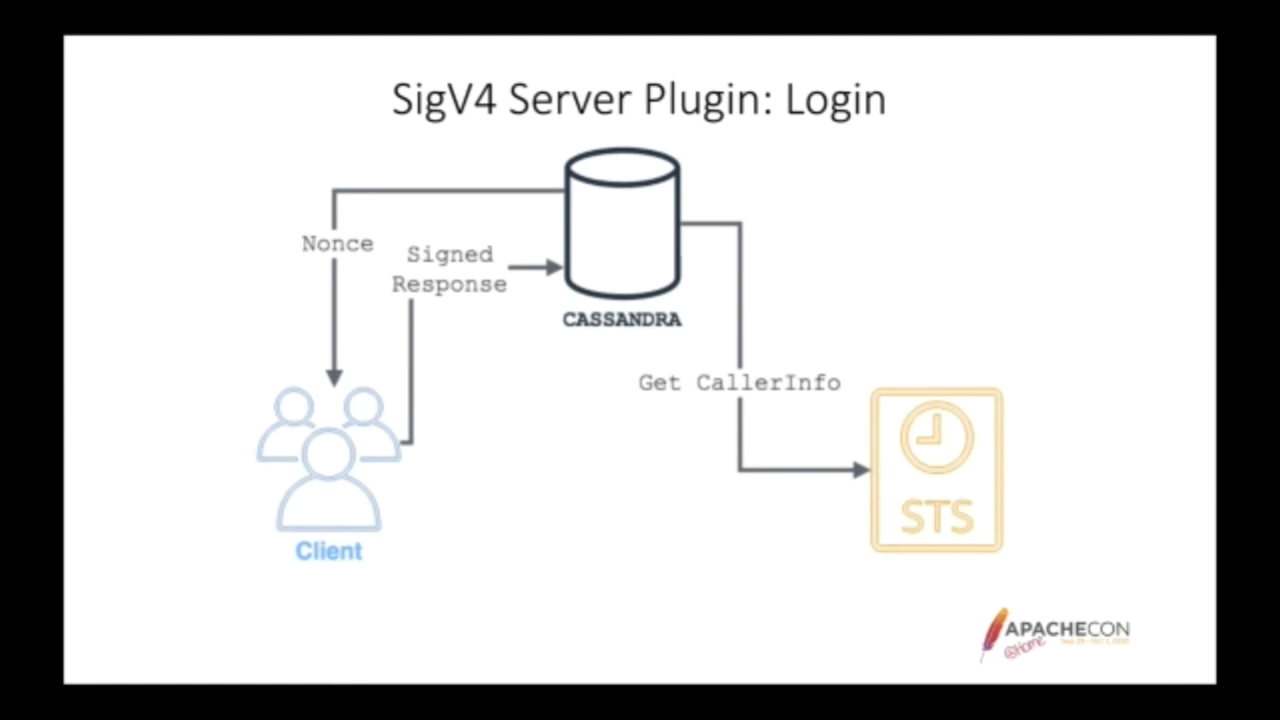 SigV4 Server Plugin: Login
Nonce
Signed
Response
CASSANDRA
Get CallerInfo
STS
Client
APACHECON
@Home